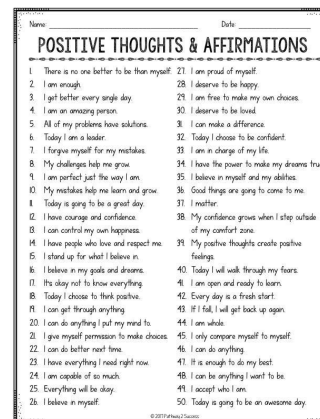 Name: Date:
POSITIVE THOUGHTS & AFFIRMATIONS
1. There is no one better to be than myself.
2. I am enough.
3. I get better every single day.
4. I am an amazing person.
5. All of my problems have solutions.
6. Today I am a leader.
7. I forgive myself for my mistakes.
8. My challenges help me grow.
9. I am perfect just the way I am.
10. My mistakes help me learn and grow.
11. Today is going to be a great day.
12. I have courage and confidence.
13. I can control my own happiness.
14. I have people who love and respect me.
15. I stand up for what I believe in.
16. I believe in my goals and dreams.
17. It's okay not to know everything.
18. Today I choose to think positive.
19. I can get through anything.
20. I can do anything I put my mind to.
21. I give myself permission to make choices.
22. I can do better next time.
23. I have everything I need right now.
24. I am capable of so much.
25. Everything will be okay.
26. I believe in myself.
27. I am proud of myself.
28. I deserve to be happy.
29. I am free to make my own choices.
30. I deserve to be loved.
31. I can make a difference.
32. Today I choose to be confident.
33. I am in charge of my life.
34. I have the power to make my dreams tru
35. I believe in myself and my abilities.
36. Good things are going to come to me.
37. I matter.
38. My confidence grows when I step outside
of my comfort zone.
39. My positive thoughts create positive
feelings.
40. Today I will walk through my fears.
41. I am open and ready to learn.
42. Every day is a fresh start.
43. If I fall, I will get back up again.
44. I am whole.
45. I only compare myself to myself.
46. I can do anything.
47. It is enough to do my best.
48. I can be anything I want to be.
49. I accept who I am.
50. Today is going to be an awesome day.
© 2017 Pathway 2 Success